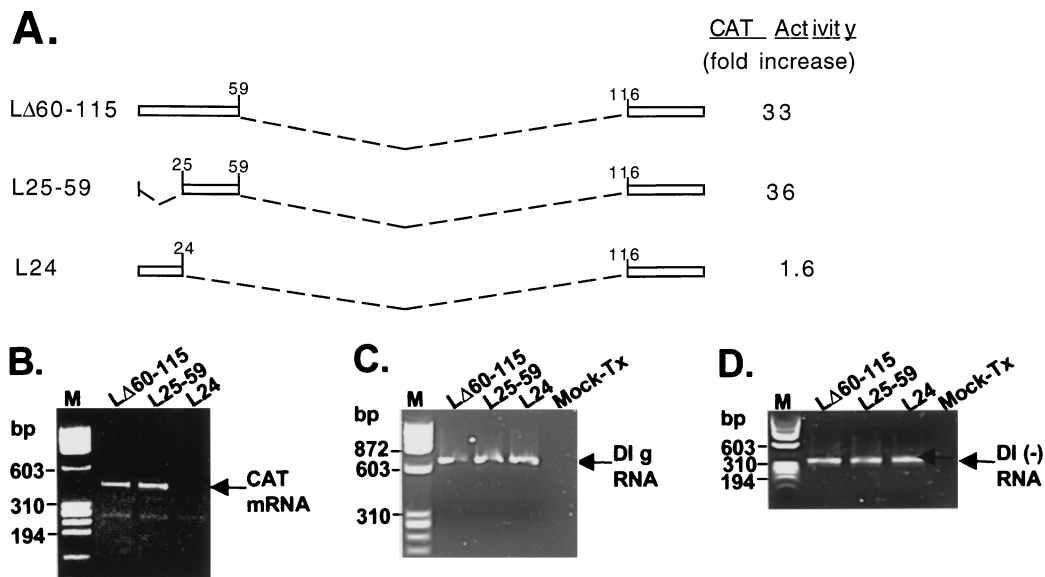 A.
CAT Activity
(fold increase)
LΔ60-115 59 116 33
L25-59 25 59 116 36
L24 24 116 1.6
B.
M LΔ60-115 L25-59 L24
bp
603
310
194
CAT
mRNA
C.
M LΔ60-115 L25-59 L24 Mock-Tx
bp
872
603
310
DI g
RNA
D.
M LΔ60-115 L25-59 L24 Mock-Tx
bp
603
310
194
DI (-)
RNA